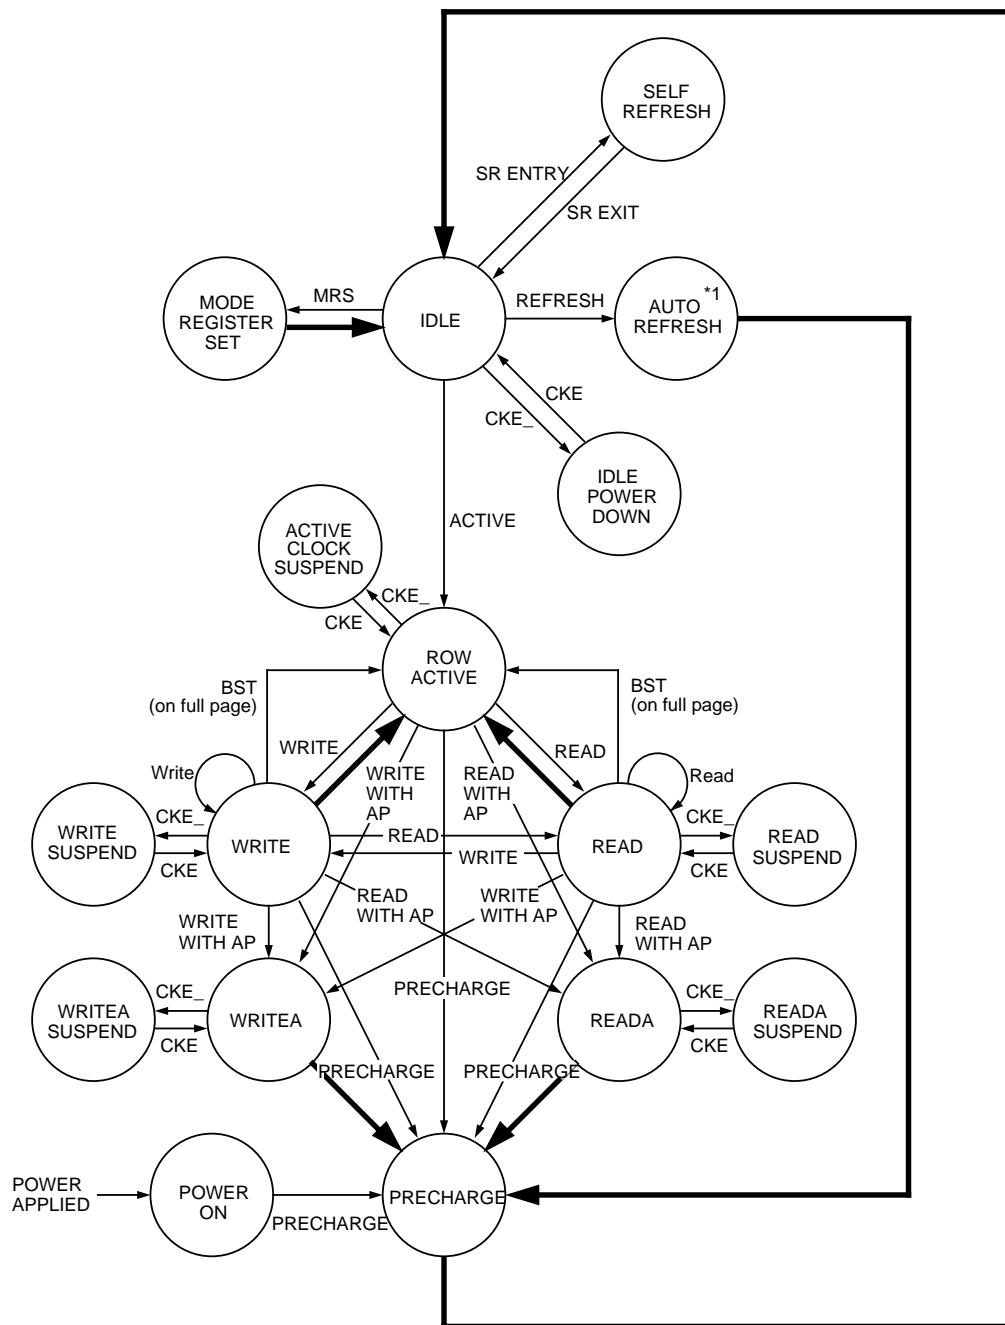 SELF
REFRESH
SR ENTRY
SR EXIT
MODE
REGISTER
SET
MRS
IDLE
REFRESH
AUTO *1
REFRESH
CKE
CKE_
IDLE
POWER
DOWN
ACTIVE
ACTIVE
CLOCK
SUSPEND
CKE_
CKE
ROW
ACTIVE
BST
(on full page)
BST
(on full page)
WRITE
READ
Write
WRITE
WITH
AP
READ
WITH
AP
Read
WRITE
SUSPEND
CKE_
CKE
WRITE
READ
WRITE
READ
CKE_
CKE
READ
SUSPEND
READ
WITH AP
WRITE
WITH AP
WRITE
WITH AP
READ
WITH AP
WRITEA
SUSPEND
CKE_
CKE
WRITEA
PRECHARGE
READA
CKE_
CKE
READA
SUSPEND
PRECHARGE
PRECHARGE
POWER
APPLIED
POWER
ON
PRECHARGE
PRECHARGE